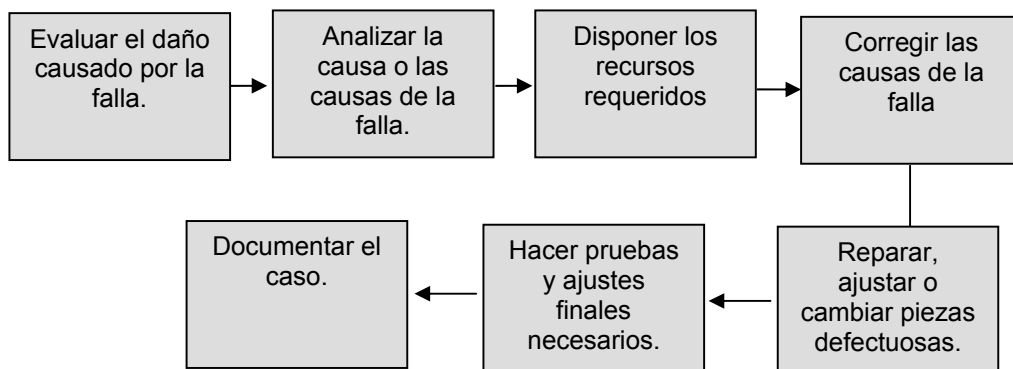 Evaluar el daño
causado por la
falla.
Analizar la
causa o las
causas de la
falla.
Disponer los
recursos
requeridos
Corregir las
causas de la
falla
Reparar,
ajustar o
cambiar piezas
defectuosas.
Hacer pruebas
y ajustes
finales
necesarios.
Documentar el
caso.